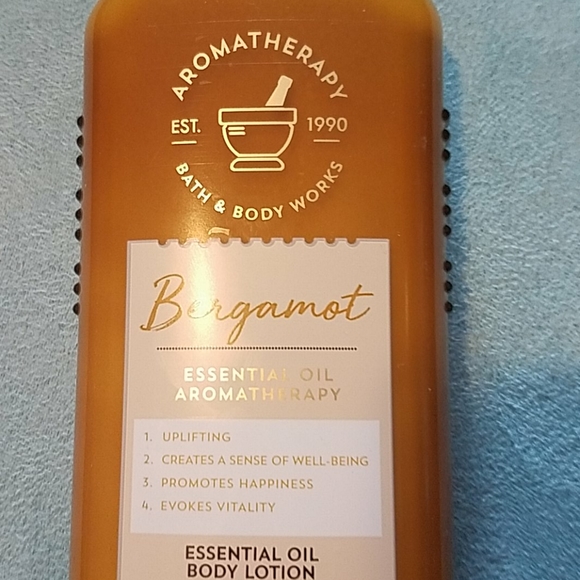 AROMATHERAPY
EST. 1990
BATH & BODY WORKS
Bergamot
ESSENTIAL OIL
AROMATHERAPY
1. UPLIFTING
2. CREATES A SENSE OF WELL-BEING
3. PROMOTES HAPPINESS
4. EVOKES VITALITY
ESSENTIAL OIL
BODY LOTION